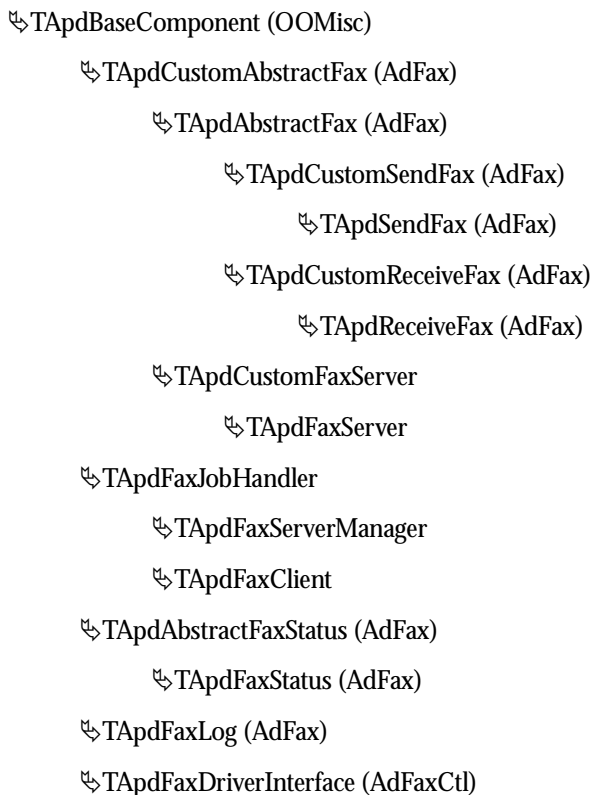 TApdBaseComponent (OOMisc)
TApdCustomAbstractFax (AdFax)
TApdAbstractFax (AdFax)
TApdCustomSendFax (AdFax)
TApdSendFax (AdFax)
TApdCustomReceiveFax (AdFax)
TApdReceiveFax (AdFax)
TApdCustomFaxServer
TApdFaxServer
TApdFaxJobHandler
TApdFaxServerManager
TApdFaxClient
TApdAbstractFaxStatus (AdFax)
TApdFaxStatus (AdFax)
TApdFaxLog (AdFax)
TApdFaxDriverInterface (AdFaxCtl)